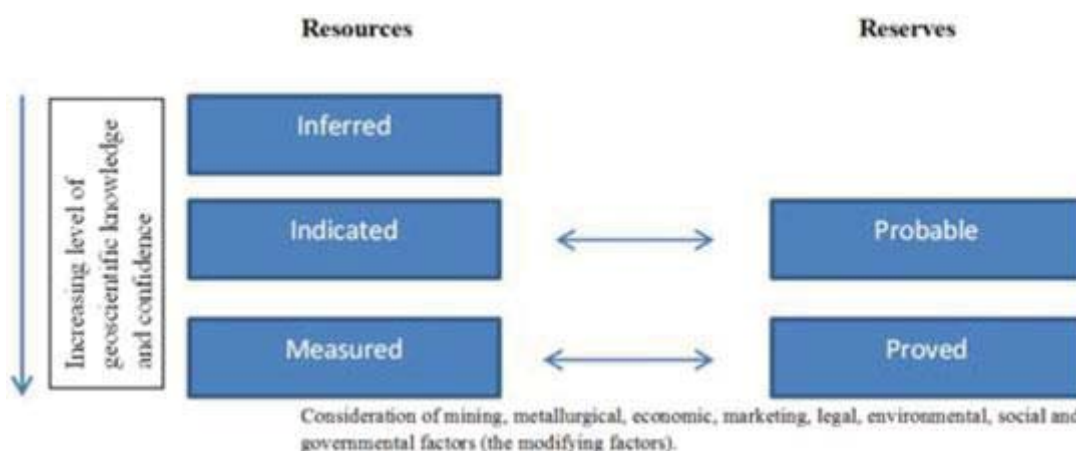 Resources
Reserves
Increasing level of
geoscientific knowledge
and confidence
Inferred
Indicated
Probable
Measured
Proved
Consideration of mining, metallurgical, economic, marketing, legal, environmental, social and
governmental factors (the modifying factors).